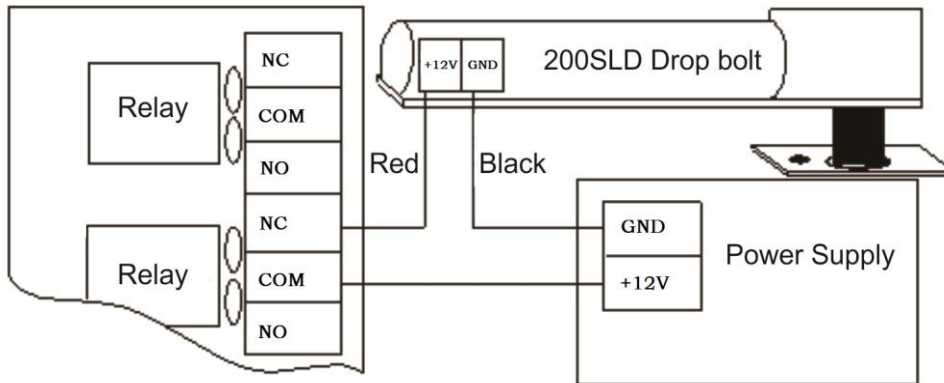 NC
Relay
COM
NO
NC
Relay
COM
NO
+12V GND
200SLD Drop bolt
Red
Black
GND
+12V
Power Supply